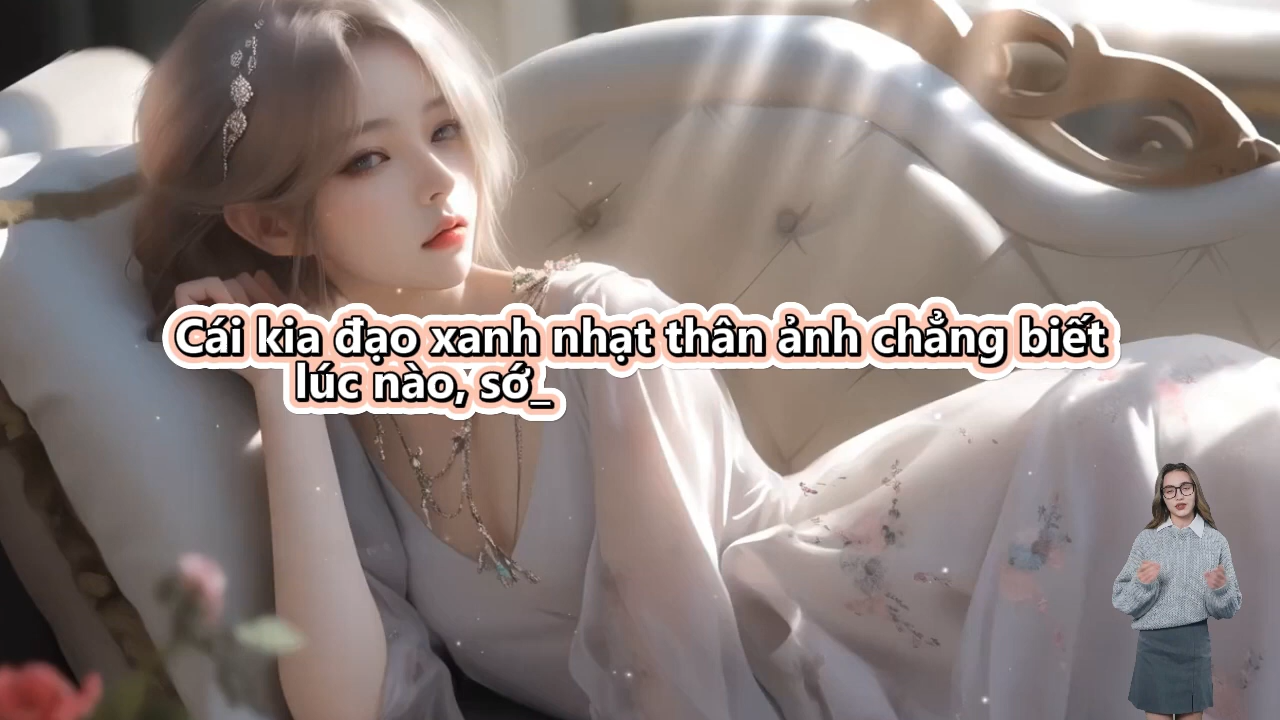 Cái kia đạo xanh nhạt thân ảnh chẳng biết
lúc nào, sớ_